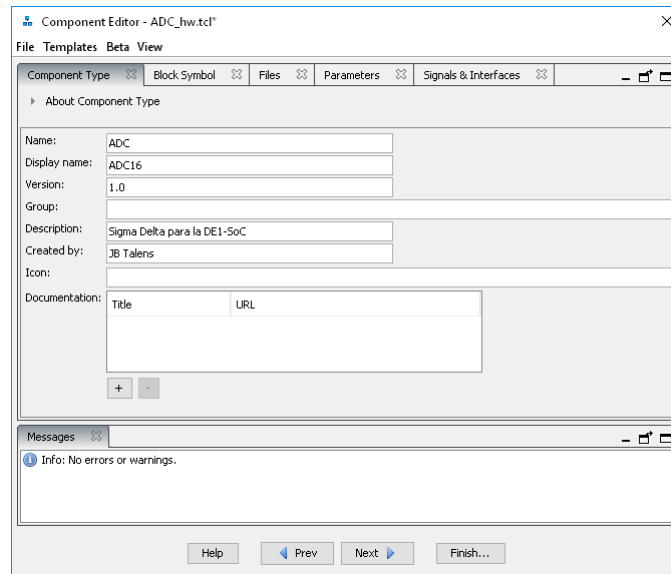 Component Editor - ADC_hw.tcl*
File Templates Beta View
Component Type Block Symbol Files Parameters Signals & Interfaces
About Component Type
Name: ADC
Display name: ADC16
Version: 1.0
Group:
Description: Sigma Delta para la DE1-SoC
Created by: JB Talens
Icon:
Documentation: Title URL
+ -
Messages
Info: No errors or warnings.
Help Prev Next Finish...